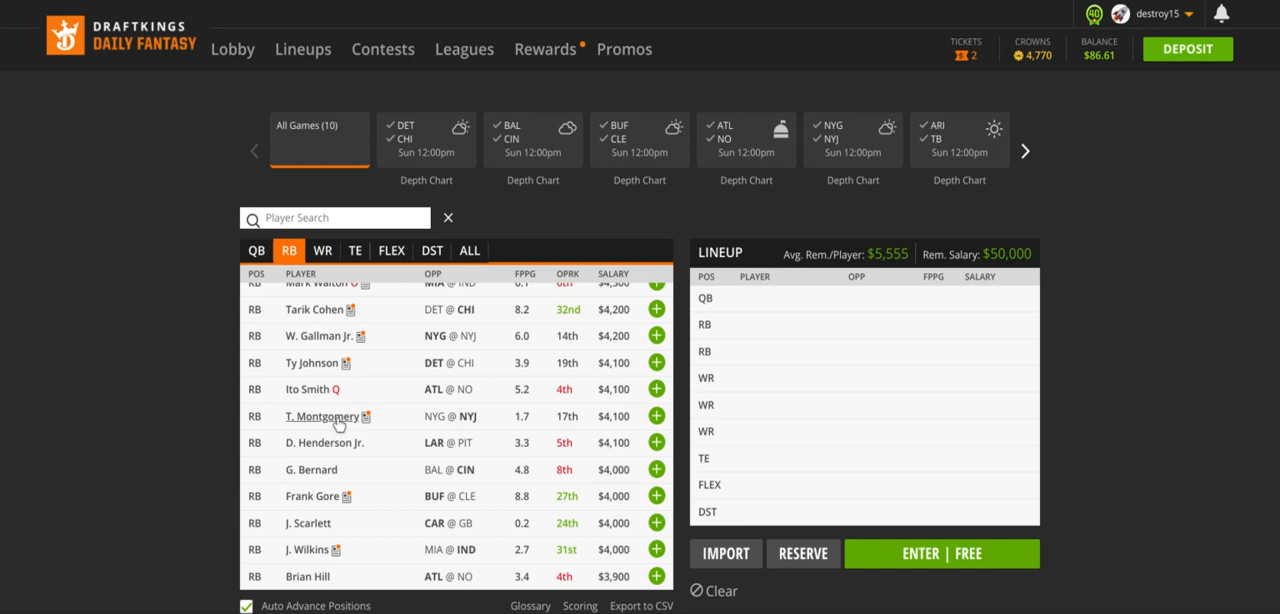 40 destroy15
DRAFTKINGS
DAILY FANTASY
Lobby Lineups Contests Leagues Rewards Promos
TICKETS CROWNS BALANCE
2 4,770 $86.61 DEPOSIT
All Games (10)
DET
CHI
Sun 12:00pm
Depth Chart
BAL
CIN
Sun 12:00pm
Depth Chart
BUF
CLE
Sun 12:00pm
Depth Chart
ATL
NO
Sun 12:00pm
Depth Chart
NYG
NYJ
Sun 12:00pm
Depth Chart
ARI
TB
Sun 12:00pm
Depth Chart
Player Search
QB RB WR TE FLEX DST ALL
POS PLAYER OPP FPPG OPRK SALARY
RB Mark Walton Q MIA @ IND 6.1 6th $4,300
RB Tarik Cohen DET @ CHI 8.2 32nd $4,200
RB W. Gallman Jr. NYG @ NYJ 6.0 14th $4,200
RB Ty Johnson DET @ CHI 3.9 19th $4,100
RB Ito Smith Q ATL @ NO 5.2 4th $4,100
RB T. Montgomery NYG @ NYJ 1.7 17th $4,100
RB D. Henderson Jr. LAR @ PIT 3.3 5th $4,100
RB G. Bernard BAL @ CIN 4.8 8th $4,000
RB Frank Gore BUF @ CLE 8.8 27th $4,000
RB J. Scarlett CAR @ GB 0.2 24th $4,000
RB J. Wilkins MIA @ IND 2.7 31st $4,000
RB Brian Hill ATL @ NO 3.4 4th $3,900
Auto Advance Positions Glossary Scoring Export to CSV
LINEUP Avg. Rem./Player: $5,555 Rem. Salary: $50,000
POS PLAYER OPP FPPG SALARY
QB
RB
RB
WR
WR
WR
TE
FLEX
DST
IMPORT RESERVE ENTER | FREE
Clear